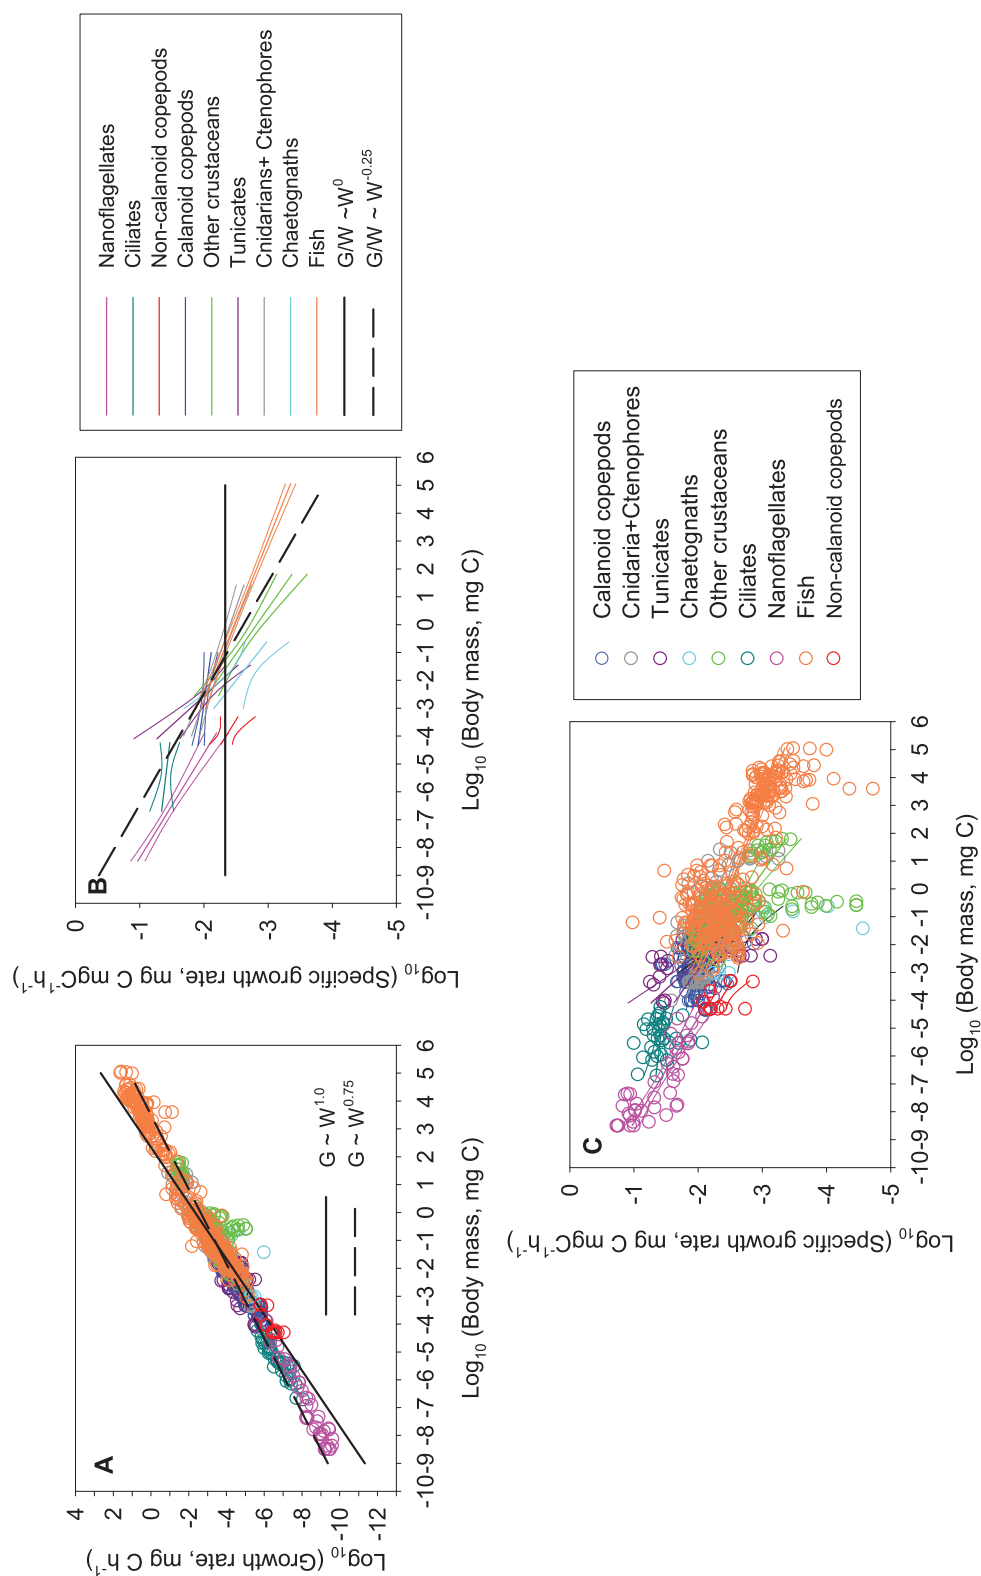 A
Log10 (Growth rate, mg C h-1)
4
2
0
-2
-4
-6
-8
-10
-12
-10-9 -8 -7 -6 -5 -4 -3 -2 -1 0 1 2 3 4 5 6
Log10 (Body mass, mg C)
G ~ W1.0
G ~ W0.75
B
Log10 (Specific growth rate, mg C mgC-1h-1)
0
-1
-2
-3
-4
-5
-10-9 -8 -7 -6 -5 -4 -3 -2 -1 0 1 2 3 4 5 6
Log10 (Body mass, mg C)
Nanoflagellates
Ciliates
Non-calanoid copepods
Calanoid copepods
Other crustaceans
Tunicates
Cnidarians+ Ctenophores
Chaetognaths
Fish
G/W ~W0
G/W ~ W-0.25
C
Log10 (Specific growth rate, mg C mgC-1h-1)
0
-1
-2
-3
-4
-5
-10-9 -8 -7 -6 -5 -4 -3 -2 -1 0 1 2 3 4 5 6
Log10 (Body mass, mg C)
Calanoid copepods
Cnidaria+Ctenophores
Tunicates
Chaetognaths
Other crustaceans
Ciliates
Nanoflagellates
Fish
Non-calanoid copepods